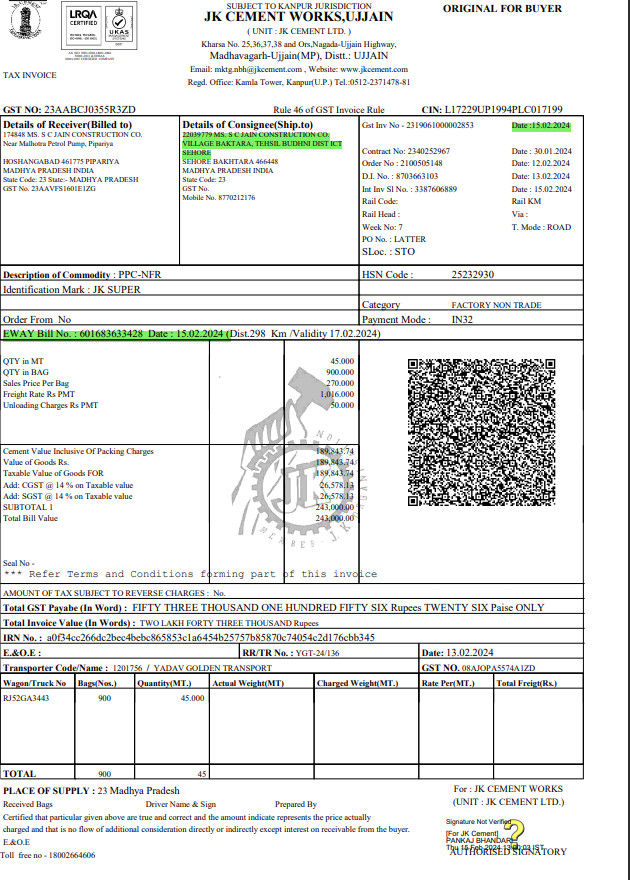 SUBJECT TO KANPUR JURISDICTION
ORIGINAL FOR BUYER
JK CEMENT WORKS,UJJAIN
( UNIT : JK CEMENT LTD. )
LRQA
CERTIFIED
UKAS
Kharsa No. 25,36,37,38 and Ors,Nagada-Ujjain Highway,
Madhavagarh-Ujjain(MP), Distt.: UJJAIN
Email: mktg.nbh@jkcement.com , Website: www.jkcement.com
TAX INVOICE
Regd. Office: Kamla Tower, Kanpur(U.P.) Tel.:0512-2371478-81
GST NO: 23AABCJ0355R3ZD
Rule 46 of GST Invoice Rule
CIN: L17229UP1994PLC017199
Details of Receiver(Billed to)
174848 MS. S C JAIN CONSTRUCTION CO.
Near Malhotra Petrol Pump, Pipariya
HOSHANGABAD 461775 PIPARIYA
MADHYA PRADESH INDIA
State Code: 23 State:- MADHYA PRADESH
GST No. 23AAVFS1601E1ZG
Details of Consignee(Ship.to)
22039779 MS. S C JAIN CONSTRUCTION CO.
VILLAGE BAKTARA, TEHSIL BUDHNI DIST ICT
SEHORE
SEHORE BAKHTARA 466448
MADHYA PRADESH INDIA
State Code: 23
GST No.
Mobile No. 8770212176
Gst Inv No - 2319061000002853 Date :15.02.2024
Contract No: 2340252967 Date : 30.01.2024
Order No : 2100505148 Date : 12.02.2024
D.I. No : 8703663103 Date : 13.02.2024
Int Inv Sl No : 3387606889 Date : 15.02.2024
Rail Code: Rail KM
Rail Head : Via :
Week No: 7 T. Mode : ROAD
PO No. : LATTER
SLoc. : STO
Description of Commodity : PPC-NFR
HSN Code : 25232930
Identification Mark : JK SUPER
Category FACTORY NON TRADE
Order From No
Payment Mode : IN32
EWAY Bill No. : 601683633428 Date : 15.02.2024 (Dist.298 Km /Validity 17.02.2024)
QTY in MT 45.000
QTY in BAG 900.000
Sales Price Per Bag 270.000
Freight Rate Rs PMT 1,016.000
Unloading Charges Rs PMT 50.000
Cement Value Inclusive Of Packing Charges 189,843.74
Value of Goods Rs. 189,843.74
Taxable Value of Goods FOR 189,843.74
Add: CGST @ 14 % on Taxable value 26,578.13
Add: SGST @ 14 % on Taxable value 26,578.13
SUBTOTAL 1 243,000.00
Total Bill Value 243,000.00
Seal No -
*** Refer Terms and Conditions forming part of this invoice
AMOUNT OF TAX SUBJECT TO REVERSE CHARGES : No.
Total GST Payabe (In Word) : FIFTY THREE THOUSAND ONE HUNDRED FIFTY SIX Rupees TWENTY SIX Paise ONLY
Total Invoice Value (In Words) : TWO LAKH FORTY THREE THOUSAND Rupees
IRN No. : a0f34cc266dc2bec4bebc865853c1a6454b25757b85870c74054c2d176cbb345
E.&O.E : RR/TR No. : YGT-24/136 Date: 13.02.2024
Transporter Code/Name : 1201756 / YADAV GOLDEN TRANSPORT GST NO. 08AJOPA5574A1ZD
Wagon/Truck No Bags(Nos.) Quantity(MT.) Actual Weight(MT) Charged Weight(MT.) Rate Per(MT.) Total Freigt(Rs.)
RJ52GA3443 900 45.000
TOTAL 900 45
PLACE OF SUPPLY : 23 Madhya Pradesh
For : JK CEMENT WORKS
(UNIT : JK CEMENT LTD.)
Received Bags Driver Name & Sign Prepared By
Certified that particular given above are true and correct and the amount indicate represents the price actually
charged and that is no flow of additional consideration directly or indirectly except interest on receivable from the buyer.
E.&O.E
Signature Not Verified
[For JK Cement]
PANKAJ BHANDARI
AUTHORISED SIGNATORY
Toll free no - 18002664606